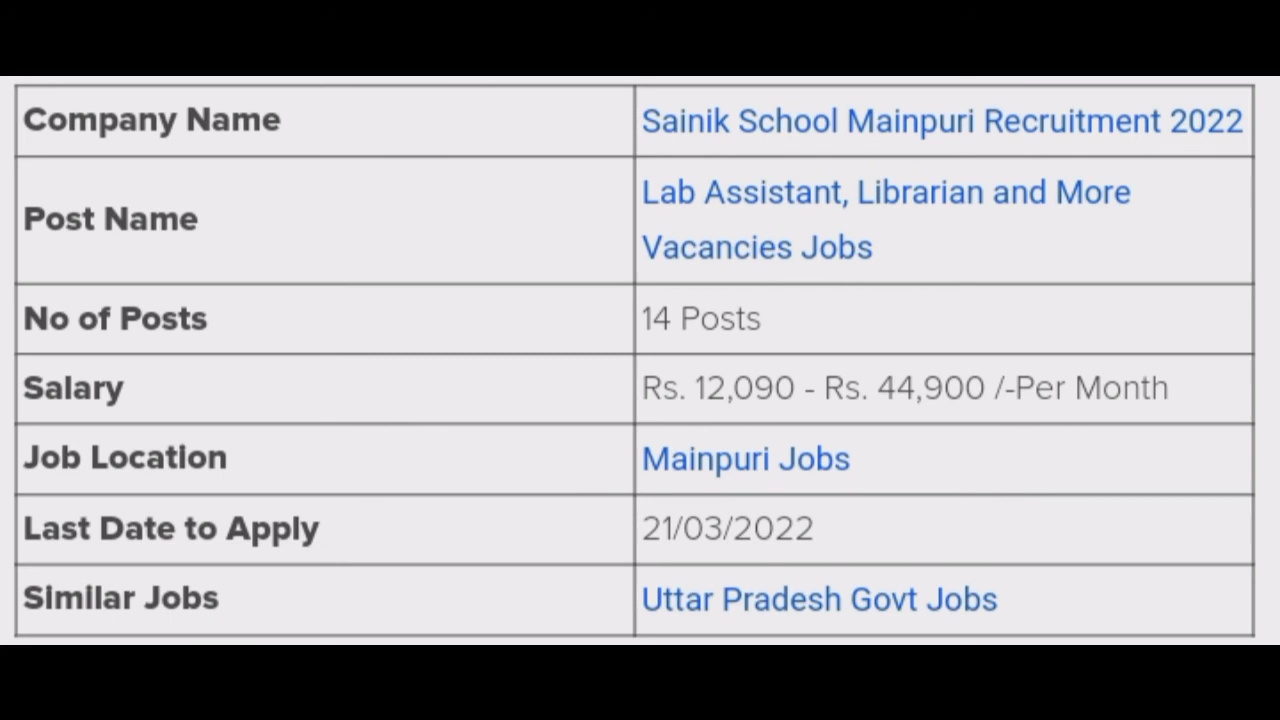 Company Name
Sainik School Mainpuri Recruitment 2022
Post Name
Lab Assistant, Librarian and More
Vacancies Jobs
No of Posts
14 Posts
Salary
Rs. 12,090 - Rs. 44,900 /-Per Month
Job Location
Mainpuri Jobs
Last Date to Apply
21/03/2022
Similar Jobs
Uttar Pradesh Govt Jobs